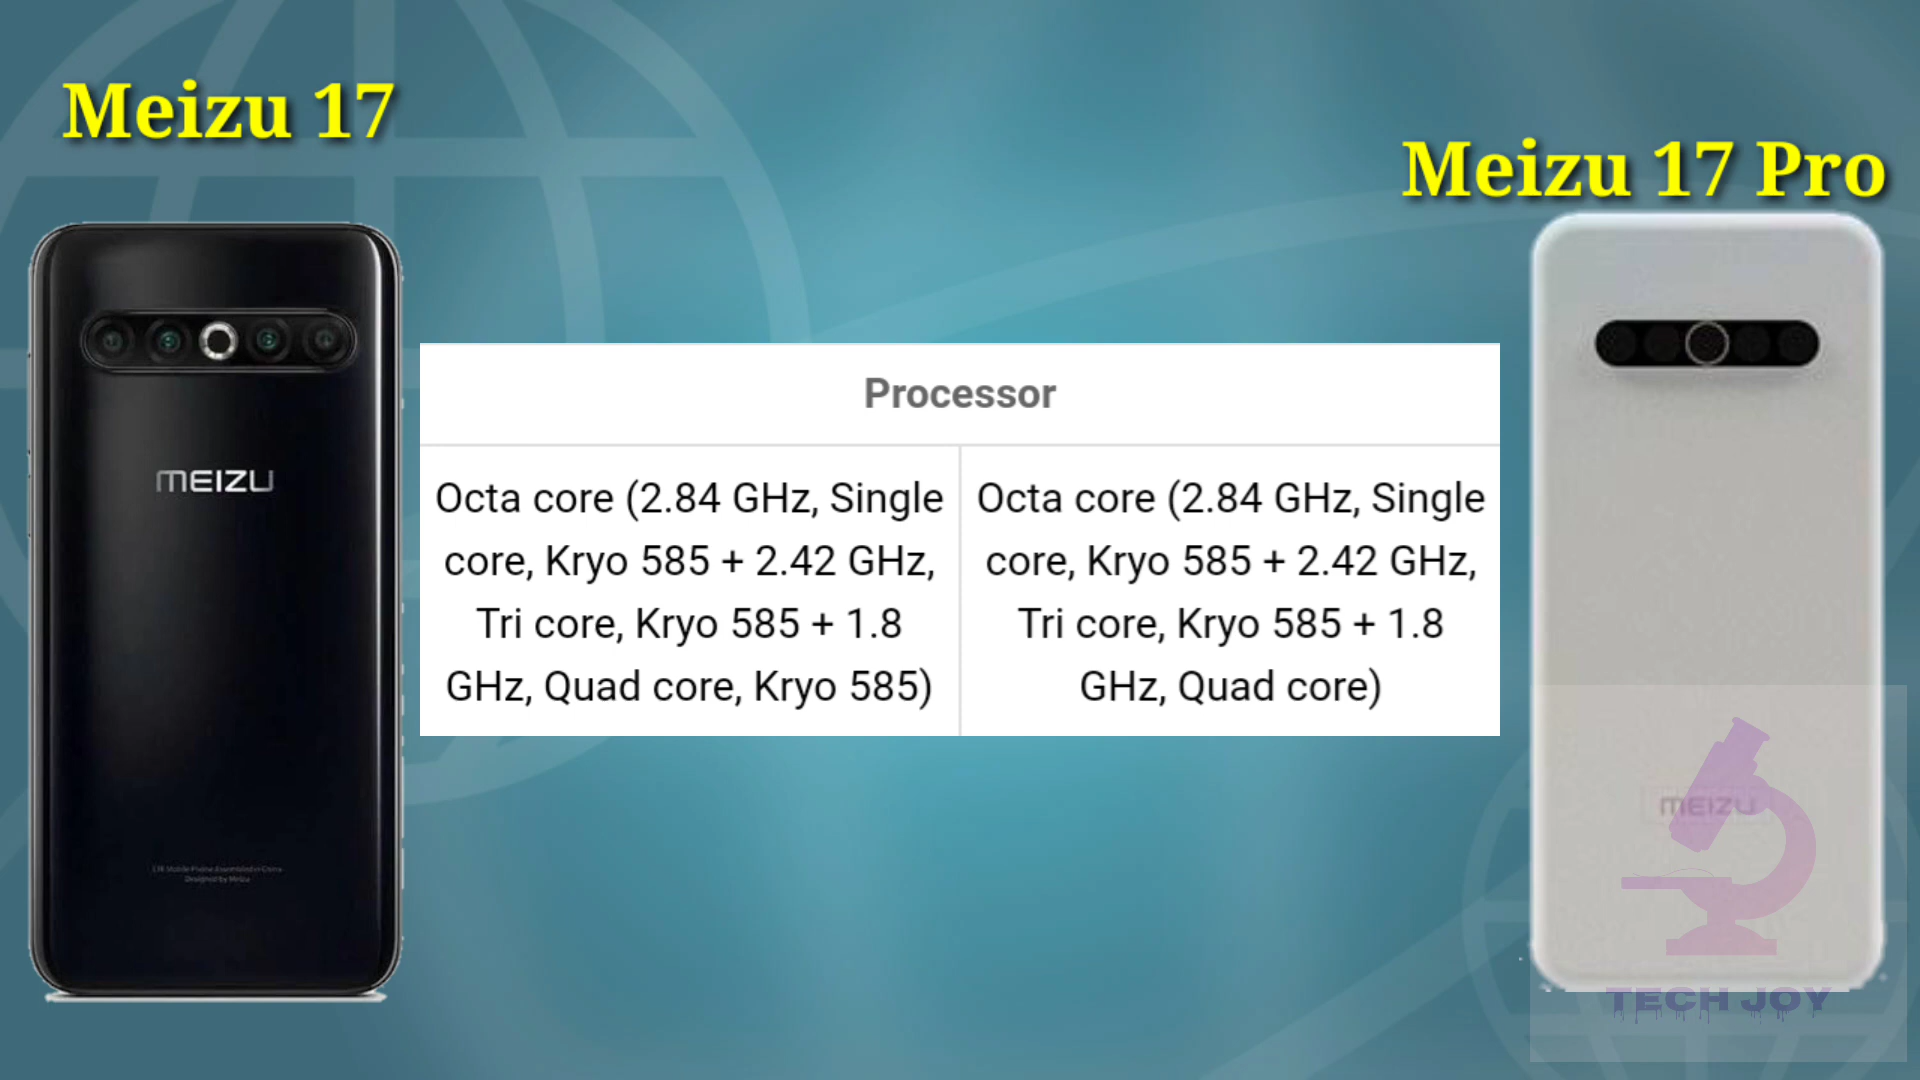 Meizu 17
Meizu 17 Pro
MEIZU
Processor
Octa core (2.84 GHz, Single
core, Kryo 585 + 2.42 GHz,
Tri core, Kryo 585 + 1.8
GHz, Quad core, Kryo 585)
Octa core (2.84 GHz, Single
core, Kryo 585 + 2.42 GHz,
Tri core, Kryo 585 + 1.8
GHz, Quad core)
MEIZU
TECH JOY